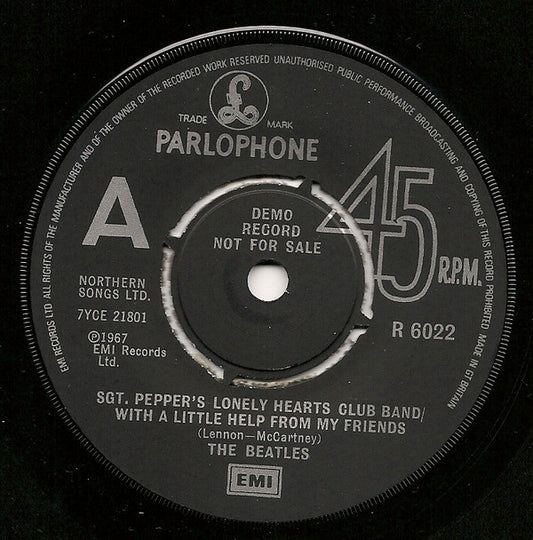 EMI RECORDS LTD ALL RIGHTS OF THE MANUFACTURER AND OF THE OWNER OF THE RECORDED WORK RESERVED UNAUTHORISED PUBLIC PERFORMANCE BROADCASTING AND COPYING OF THIS RECORD PROHIBITED MADE IN GT BRITAIN
£
TRADE MARK
PARLOPHONE
A
45
R.P.M.
DEMO
RECORD
NOT FOR SALE
NORTHERN
SONGS LTD.
7YCE 21801
Ⓟ1967
EMI Records
Ltd.
R 6022
SGT. PEPPER'S LONELY HEARTS CLUB BAND/
WITH A LITTLE HELP FROM MY FRIENDS
(Lennon—McCartney)
THE BEATLES
EMI